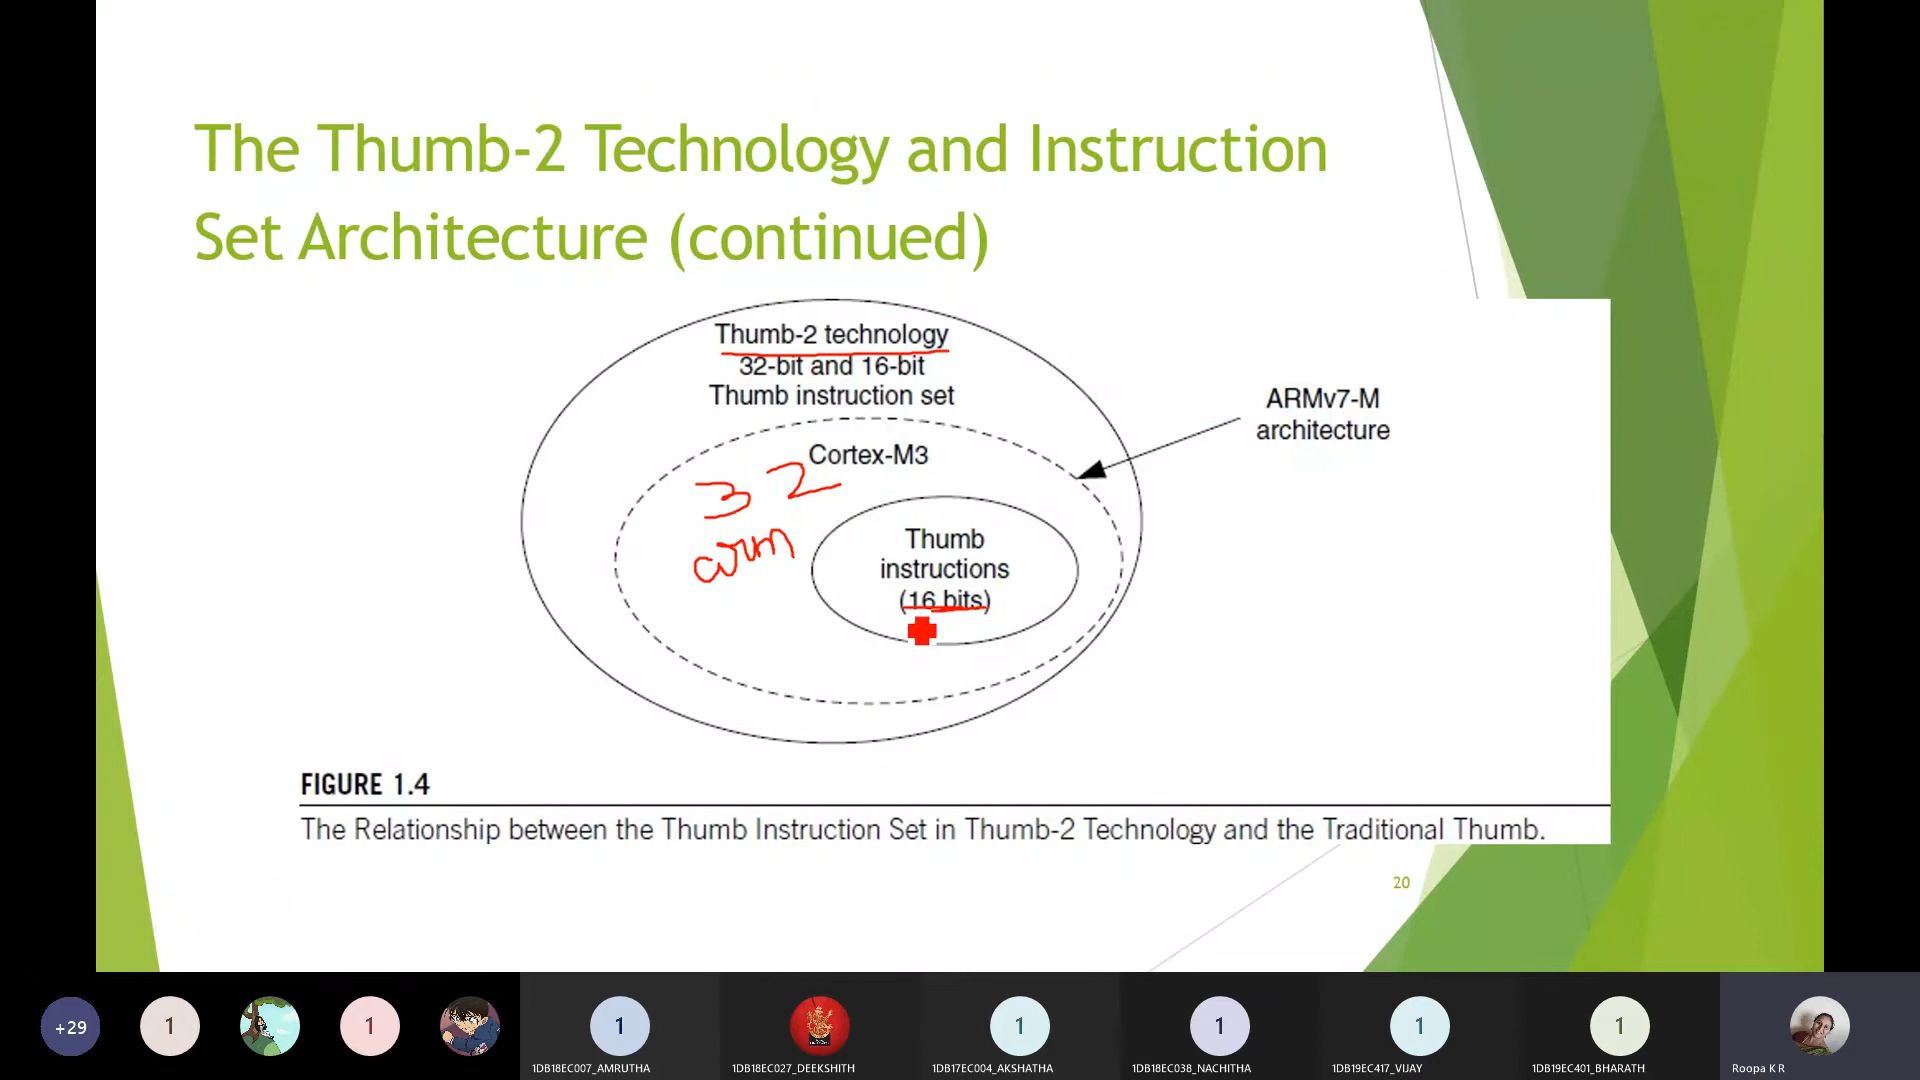 The Thumb-2 Technology and Instruction
Set Architecture (continued)
Thumb-2 technology
32-bit and 16-bit
Thumb instruction set
ARMv7-M
architecture
Cortex-M3
32
arm
Thumb
instructions
(16 bits)
FIGURE 1.4
The Relationship between the Thumb Instruction Set in Thumb-2 Technology and the Traditional Thumb.
20
+29
1
1
1
1
1
1
1
1DB18EC007_AMRUTHA
1DB18EC027_DEEKSHITH
1DB17EC004_AKSHATHA
1DB18EC038_NACHITHA
1DB19EC417_VIJAY
1DB19EC401_BHARATH
Roopa K R